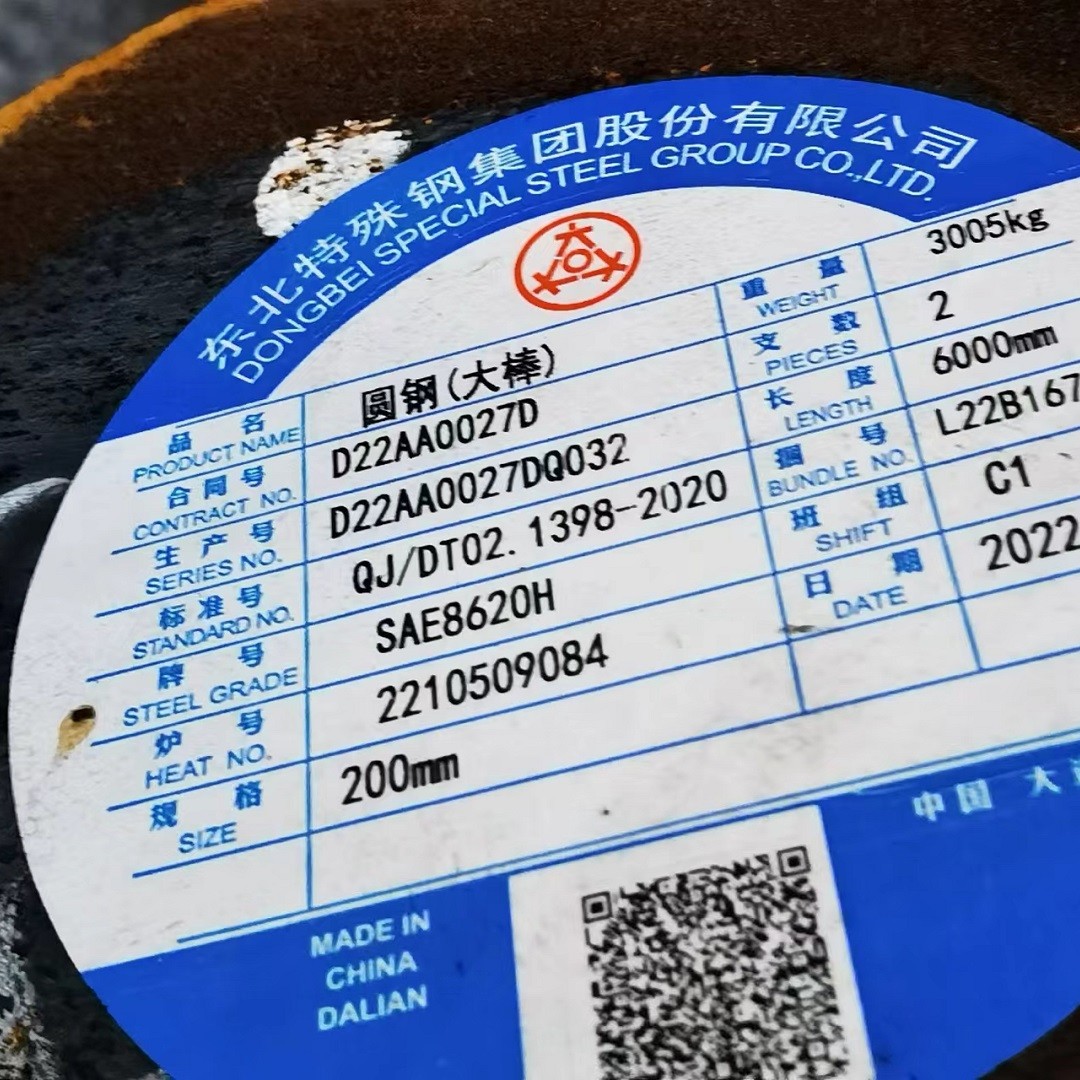 东北特殊钢集团股份有限公司
DONGBEI SPECIAL STEEL GROUP CO.,LTD.
品名 圆钢(大棒)
PRODUCT NAME
合同号 D22AA0027D
CONTRACT NO.
生产号 D22AA0027DQ032
SERIES NO.
标准号 QJ/DT02.1398-2020
STANDARD NO.
牌号 SAE8620H
STEEL GRADE
炉号 2210509084
HEAT NO.
规格 200mm
SIZE
重量 3005kg
WEIGHT
支数 2
PIECES
长度 6000mm
LENGTH
捆号 L22B167
BUNDLE NO.
班组 C1
SHIFT
日期 2022
DATE
中国 大
MADE IN
CHINA
DALIAN